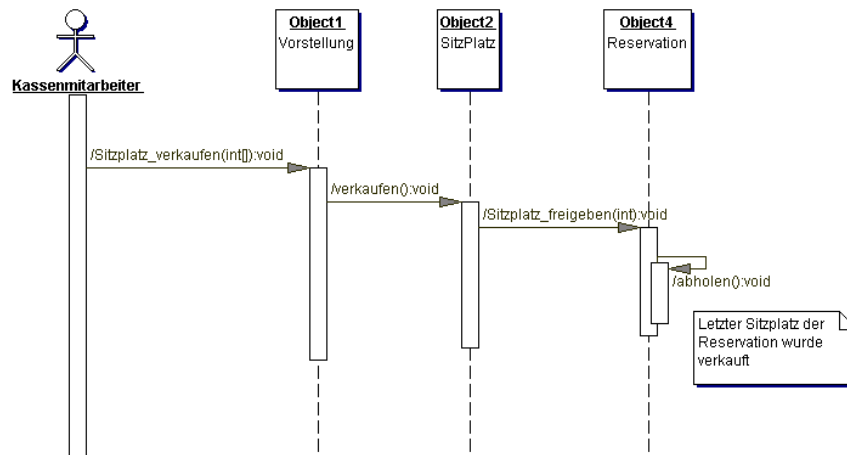 Object1
Vorstellung
Object2
SitzPlatz
Object4
Reservation
Kassenmitarbeiter
/Sitzplatz_verkaufen(int[]):void
/verkaufen():void
/Sitzplatz_freigeben(int):void
/abholen():void
Letzter Sitzplatz der
Reservation wurde
verkauft